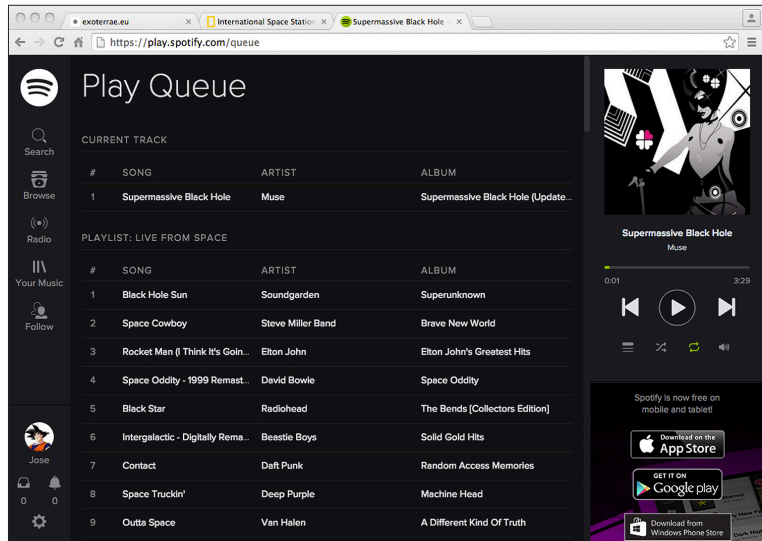 exoterrae.eu
International Space Station
Supermassive Black Hole -
https://play.spotify.com/queue
Search
Browse
Radio
Your Music
Follow
Jose
0 0
Play Queue
CURRENT TRACK
# SONG ARTIST ALBUM
1 Supermassive Black Hole Muse Supermassive Black Hole (Update...
PLAYLIST: LIVE FROM SPACE
# SONG ARTIST ALBUM
1 Black Hole Sun Soundgarden Superunknown
2 Space Cowboy Steve Miller Band Brave New World
3 Rocket Man (I Think It's Goin... Elton John Elton John's Greatest Hits
4 Space Oddity - 1999 Remast... David Bowie Space Oddity
5 Black Star Radiohead The Bends [Collectors Edition]
6 Intergalactic - Digitally Rema... Beastie Boys Solid Gold Hits
7 Contact Daft Punk Random Access Memories
8 Space Truckin' Deep Purple Machine Head
9 Outta Space Van Halen A Different Kind Of Truth
Supermassive Black Hole
Muse
0:01 3:29
Spotify is now free on
mobile and tablet!
Download on the
App Store
GET IT ON
Google play
Download from
Windows Phone Store